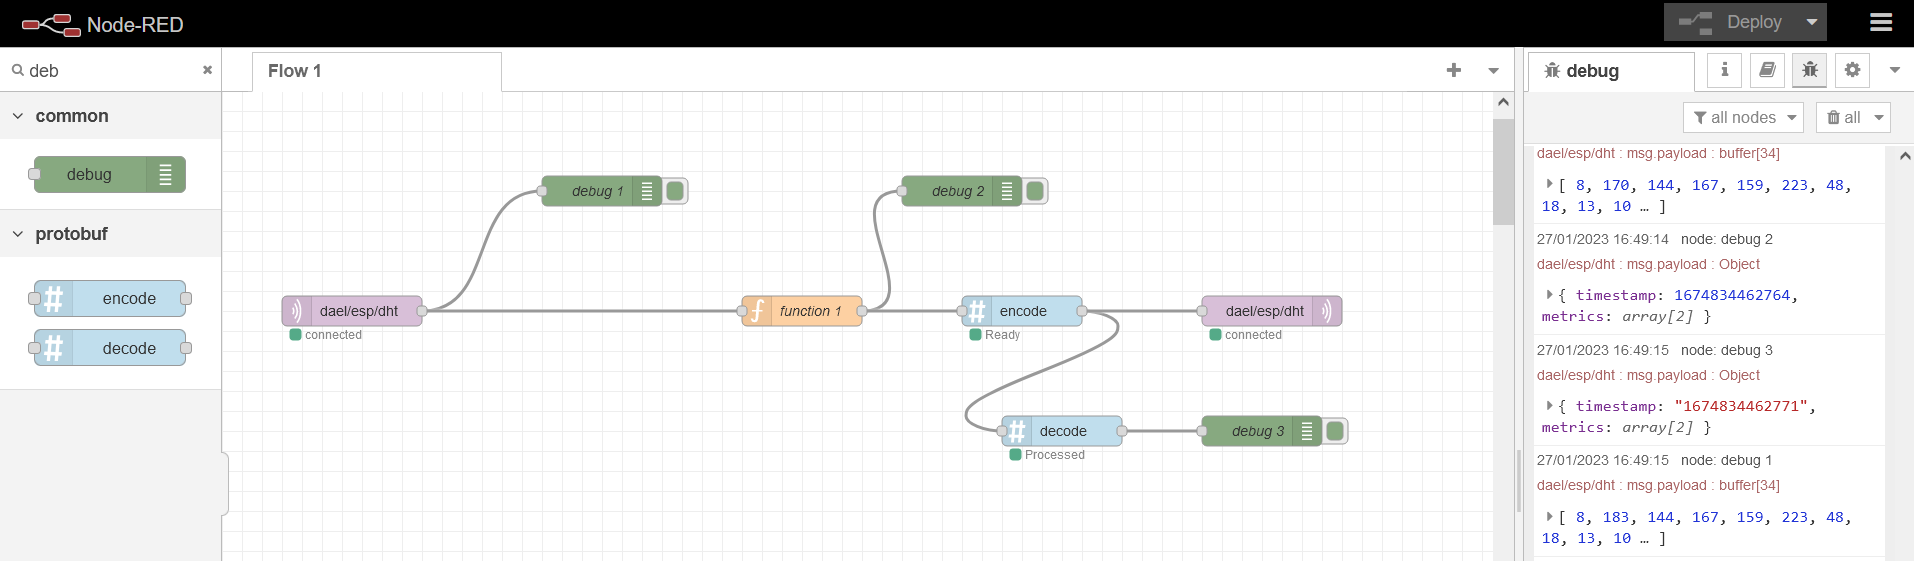 Node-RED
Deploy
deb
Flow 1
debug
all nodes
all
common
debug
protobuf
encode
decode
debug 1
debug 2
dael/esp/dht
connected
function 1
encode
Ready
dael/esp/dht
connected
decode
Processed
debug 3
dael/esp/dht : msg.payload : buffer[34]
[ 8, 170, 144, 167, 159, 223, 48,
18, 13, 10 … ]
27/01/2023 16:49:14 node: debug 2
dael/esp/dht : msg.payload : Object
{ timestamp: 1674834462764,
metrics: array[2] }
27/01/2023 16:49:15 node: debug 3
dael/esp/dht : msg.payload : Object
{ timestamp: "1674834462771",
metrics: array[2] }
27/01/2023 16:49:15 node: debug 1
dael/esp/dht : msg.payload : buffer[34]
[ 8, 183, 144, 167, 159, 223, 48,
18, 13, 10 … ]